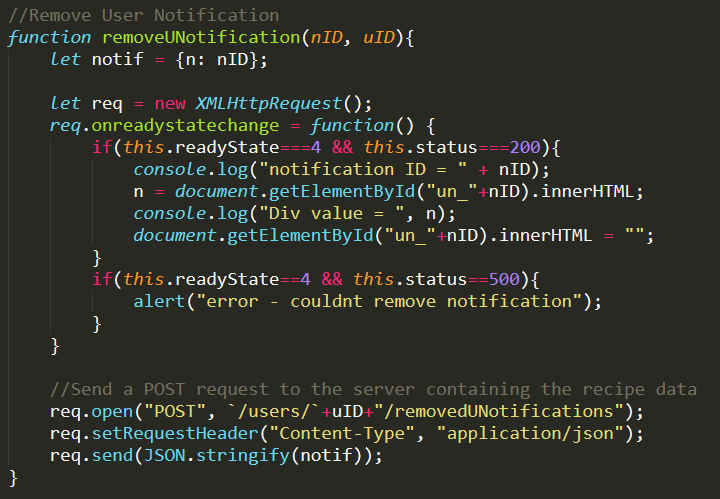 //Remove User Notification
function removeUNotification(nID, uID){
    let notif = {n: nID};

    let req = new XMLHttpRequest();
    req.onreadystatechange = function() {
        if(this.readyState===4 && this.status===200){
            console.log("notification ID = " + nID);
            n = document.getElementById("un_"+nID).innerHTML;
            console.log("Div value = ", n);
            document.getElementById("un_"+nID).innerHTML = "";
        }
        if(this.readyState==4 && this.status==500){
            alert("error - couldnt remove notification");
        }
    }

    //Send a POST request to the server containing the recipe data
    req.open("POST", `/users/`+uID+"/removedUNotifications");
    req.setRequestHeader("Content-Type", "application/json");
    req.send(JSON.stringify(notif));
}